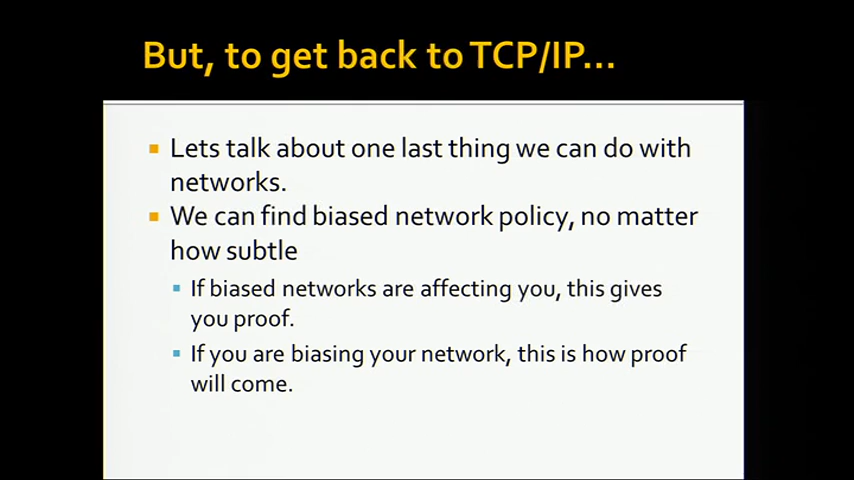 But, to get back to TCP/IP...
Lets talk about one last thing we can do with
networks.
We can find biased network policy, no matter
how subtle
If biased networks are affecting you, this gives
you proof.
If you are biasing your network, this is how proof
will come.